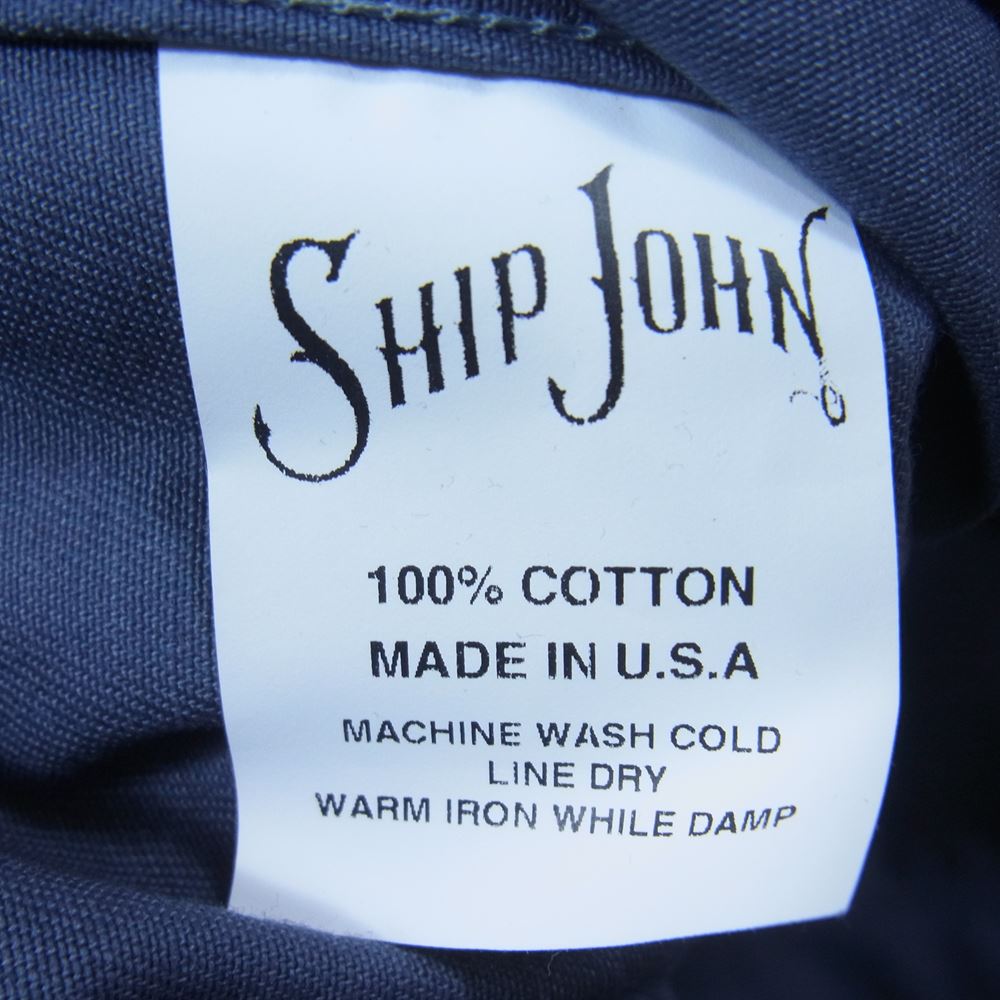 SHIP JOHN
100% COTTON
MADE IN U.S.A
MACHINE WASH COLD
LINE DRY
WARM IRON WHILE DAMP